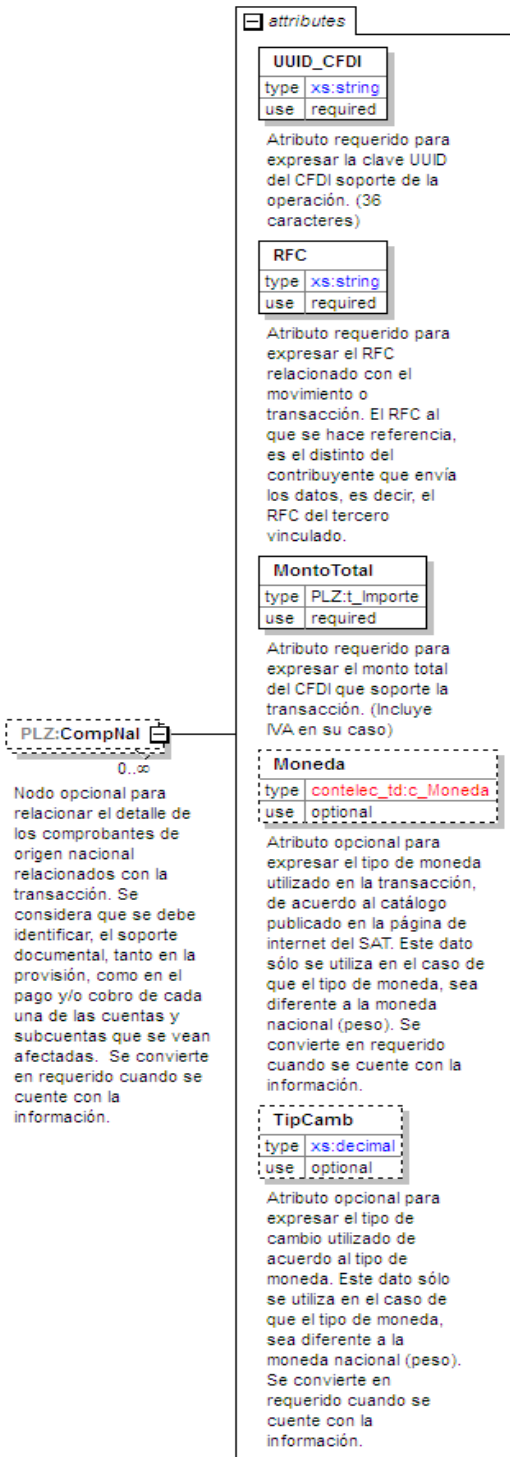 attributes
UUID_CFDI
type xs:string
use required
Atributo requerido para
expresar la clave UUID
del CFDI soporte de la
operación. (36
caracteres)
RFC
type xs:string
use required
Atributo requerido para
expresar el RFC
relacionado con el
movimiento o
transacción. El RFC al
que se hace referencia,
es el distinto del
contribuyente que envía
los datos, es decir, el
RFC del tercero
vinculado.
MontoTotal
type PLZ:t_Importe
use required
Atributo requerido para
expresar el monto total
del CFDI que soporte la
transacción. (Incluye
IVA en su caso)
PLZ:CompNal
0..∞
Nodo opcional para
relacionar el detalle de
los comprobantes de
origen nacional
relacionados con la
transacción. Se
considera que se debe
identificar, el soporte
documental, tanto en la
provisión, como en el
pago y/o cobro de cada
una de las cuentas y
subcuentas que se vean
afectadas. Se convierte
en requerido cuando se
cuente con la
información.
Moneda
type contelec_td:c_Moneda
use optional
Atributo opcional para
expresar el tipo de moneda
utilizado en la transacción,
de acuerdo al catálogo
publicado en la página de
internet del SAT. Este dato
sólo se utiliza en el caso de
que el tipo de moneda, sea
diferente a la moneda
nacional (peso). Se
convierte en requerido
cuando se cuente con la
información.
TipCamb
type xs:decimal
use optional
Atributo opcional para
expresar el tipo de
cambio utilizado de
acuerdo al tipo de
moneda. Este dato sólo
se utiliza en el caso de
que el tipo de moneda,
sea diferente a la
moneda nacional (peso).
Se convierte en
requerido cuando se
cuente con la
información.